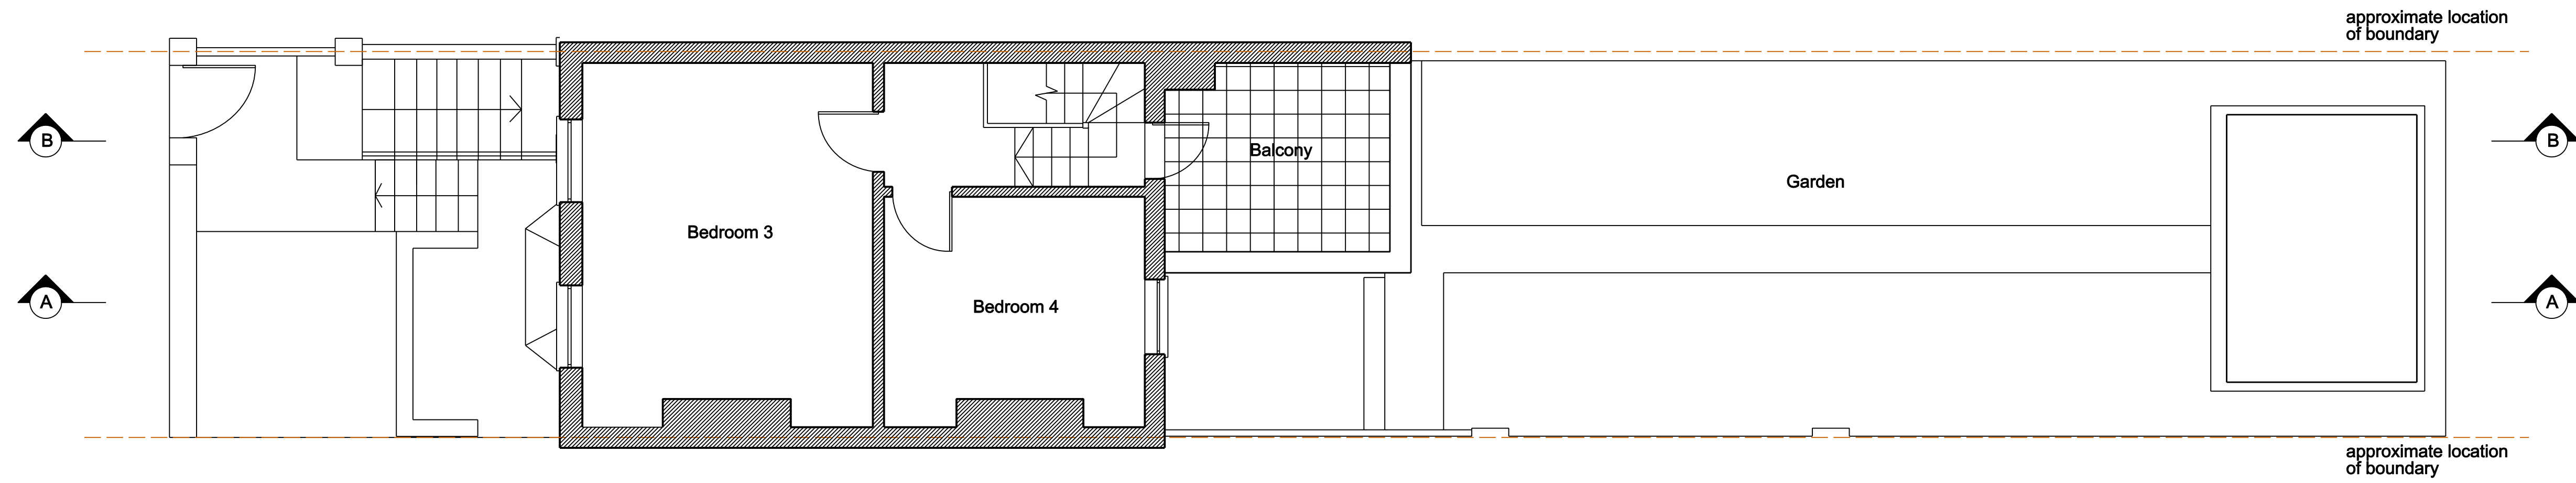 approximate location
of boundary
B
B
Balcony
Garden
Bedroom 3
A
Bedroom 4
A
approximate location
of boundary